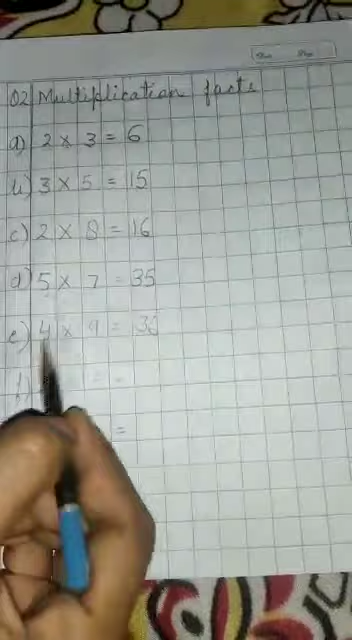 Q2 Multiplication facts
a) 2 x 3 = 6
b) 3 x 5 = 15
c) 2 x 8 = 16
d) 5 x 7 = 35
e) 4 x 9 = 36
f) =
=